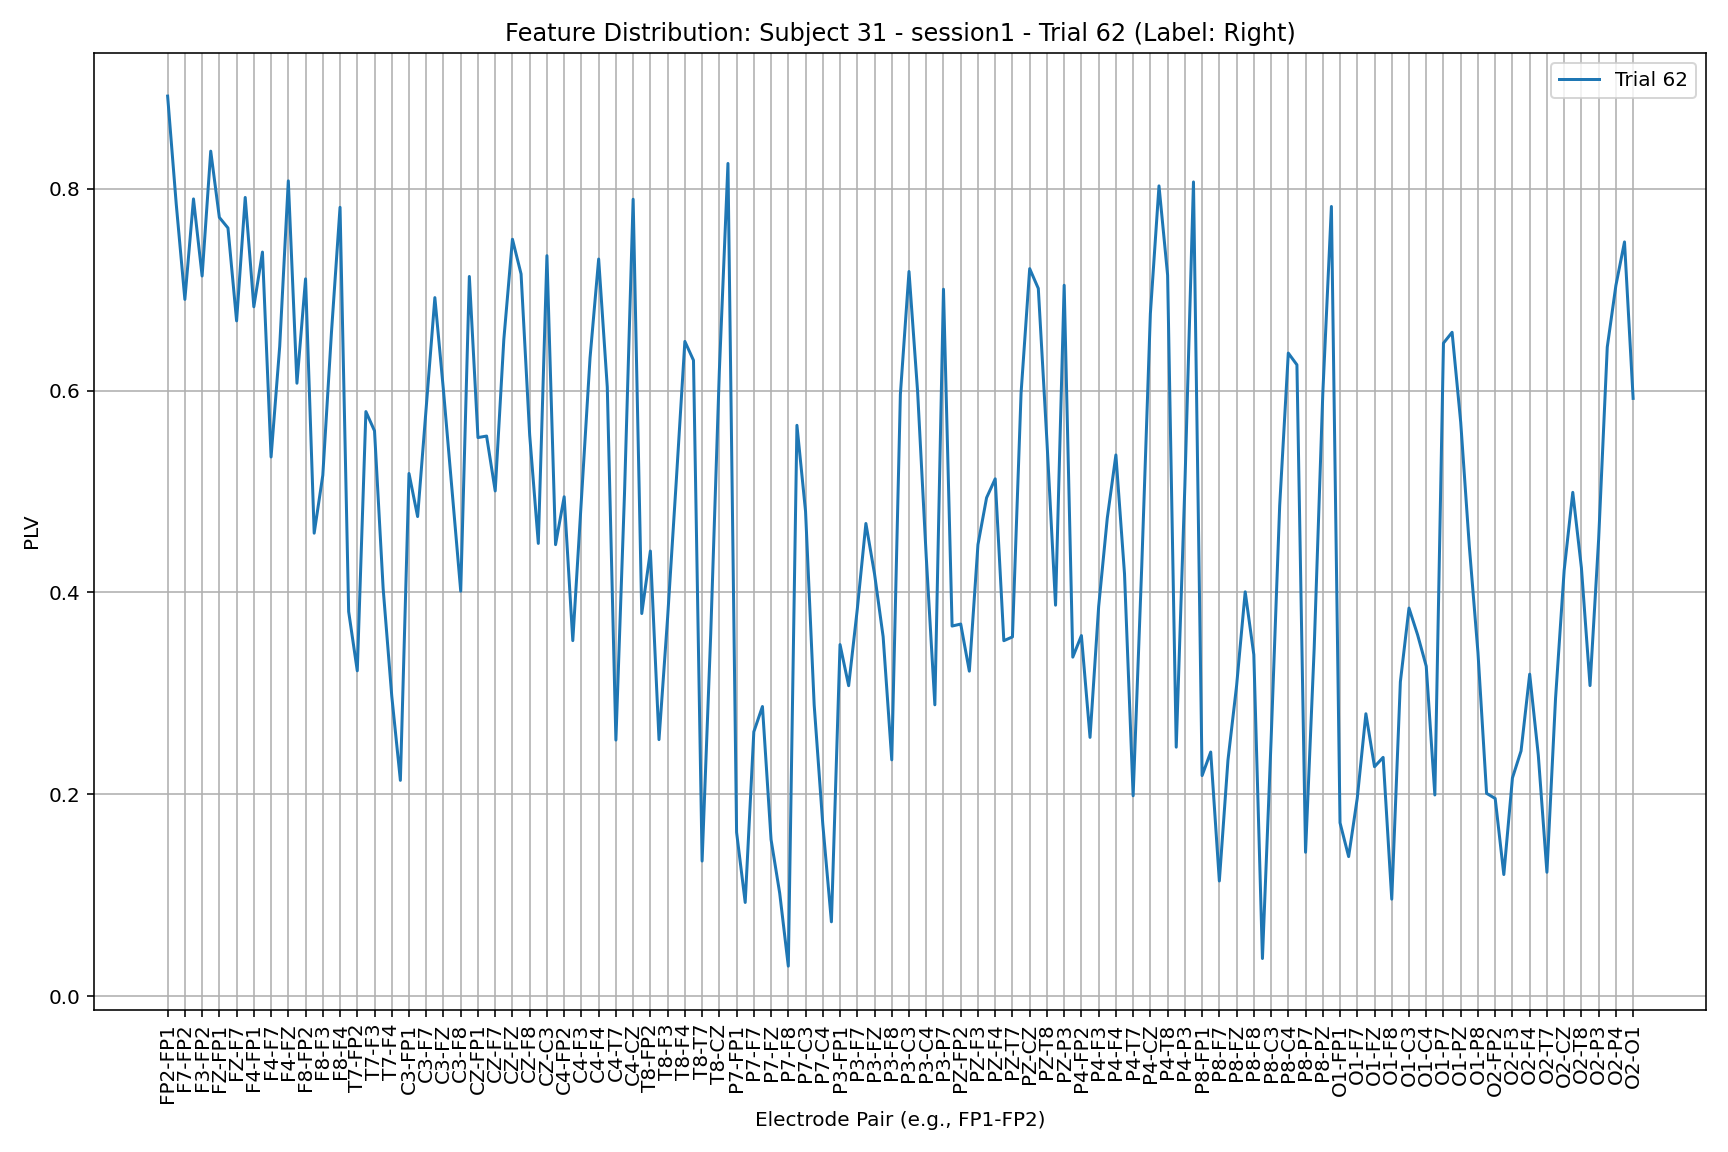 Feature Distribution: Subject 31 - session1 - Trial 62 (Label: Right)
Trial 62
PLV
0.8
0.6
0.4
0.2
0.0
FP2-FP1
F7-FP2
F3-FP2
FZ-FP1
FZ-F7
F4-FP1
F4-F7
F4-FZ
F8-FP2
F8-F3
F8-F4
T7-FP2
T7-F3
T7-F4
C3-FP1
C3-F7
C3-FZ
C3-F8
CZ-FP1
CZ-F7
CZ-FZ
CZ-F8
CZ-C3
C4-FP2
C4-F3
C4-F4
C4-T7
C4-CZ
T8-FP2
T8-F3
T8-F4
T8-T7
T8-CZ
P7-FP1
P7-F7
P7-FZ
P7-F8
P7-C3
P7-C4
P3-FP1
P3-F7
P3-FZ
P3-F8
P3-C3
P3-C4
P3-P7
PZ-FP2
PZ-F3
PZ-F4
PZ-T7
PZ-CZ
PZ-T8
PZ-P3
P4-FP2
P4-F3
P4-F4
P4-T7
P4-CZ
P4-T8
P4-P3
P8-FP1
P8-F7
P8-FZ
P8-F8
P8-C3
P8-C4
P8-P7
P8-PZ
O1-FP1
O1-F7
O1-FZ
O1-F8
O1-C3
O1-C4
O1-P7
O1-PZ
O1-P8
O2-FP2
O2-F3
O2-F4
O2-T7
O2-CZ
O2-T8
O2-P3
O2-P4
O2-O1
Electrode Pair (e.g., FP1-FP2)